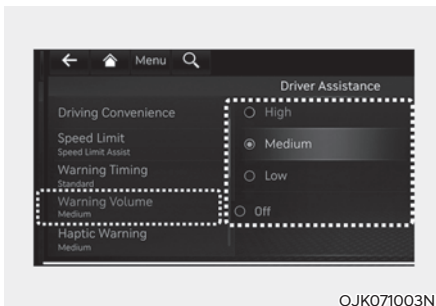 Menu
Driver Assistance
Driving Convenience
Speed Limit
Speed Limit Assist
Warning Timing
Standard
Warning Volume
Medium
Haptic Warning
Medium
High
Medium
Low
Off
OJK071003N